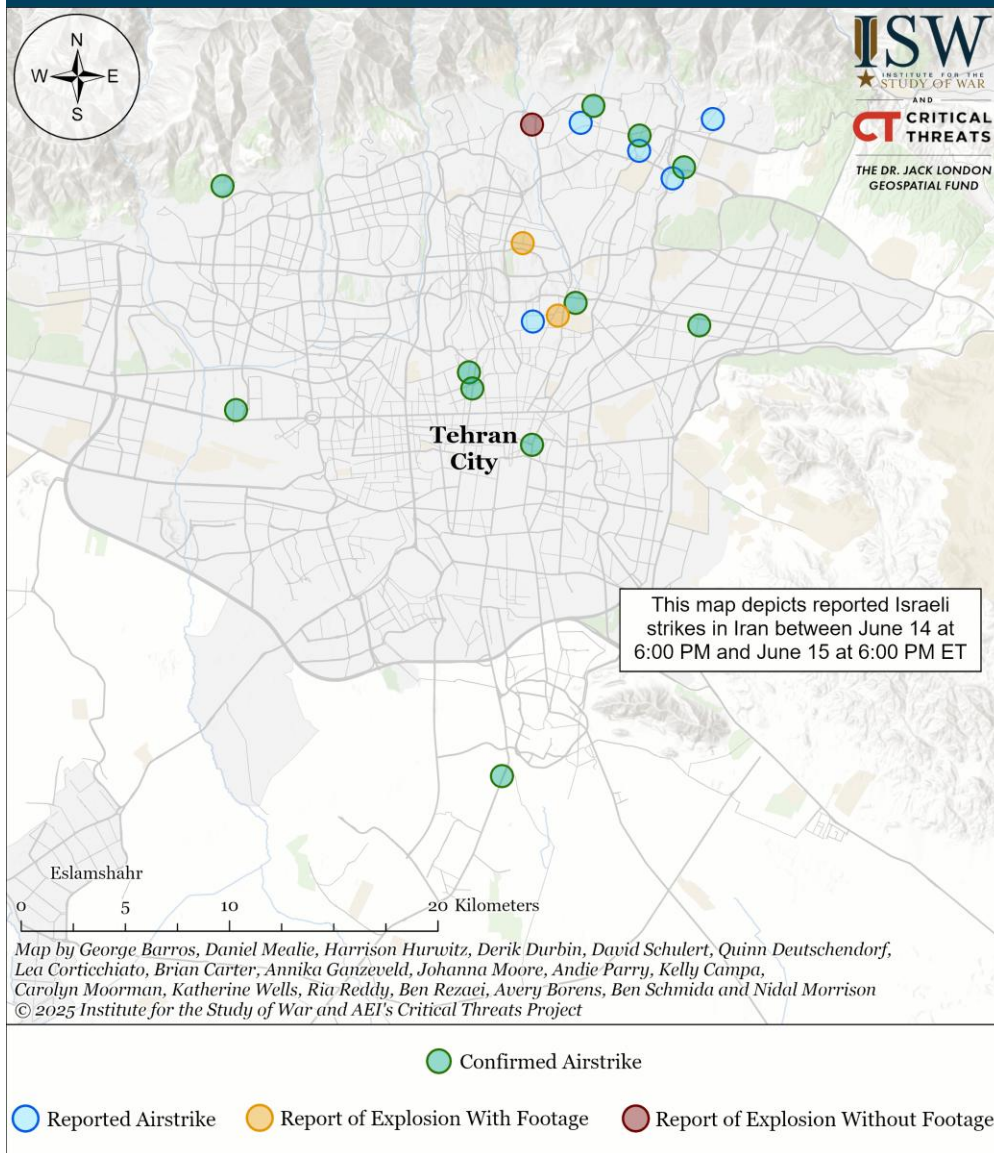 N
W E
S
ISW
INSTITUTE FOR THE
STUDY OF WAR
AND
CT CRITICAL
THREATS
THE DR. JACK LONDON
GEOSPATIAL FUND
Tehran
City
This map depicts reported Israeli
strikes in Iran between June 14 at
6:00 PM and June 15 at 6:00 PM ET
Eslamshahr
0 5 10 20 Kilometers
Map by George Barros, Daniel Mealie, Harrison Hurwitz, Derik Durbin, David Schulert, Quinn Deutschendorf,
Lea Corticchiato, Brian Carter, Annika Ganzeveld, Johanna Moore, Andie Parry, Kelly Campa,
Carolyn Moorman, Katherine Wells, Ria Reddy, Ben Rezaei, Avery Borens, Ben Schmida and Nidal Morrison
© 2025 Institute for the Study of War and AEI's Critical Threats Project
Confirmed Airstrike
Reported Airstrike Report of Explosion With Footage Report of Explosion Without Footage